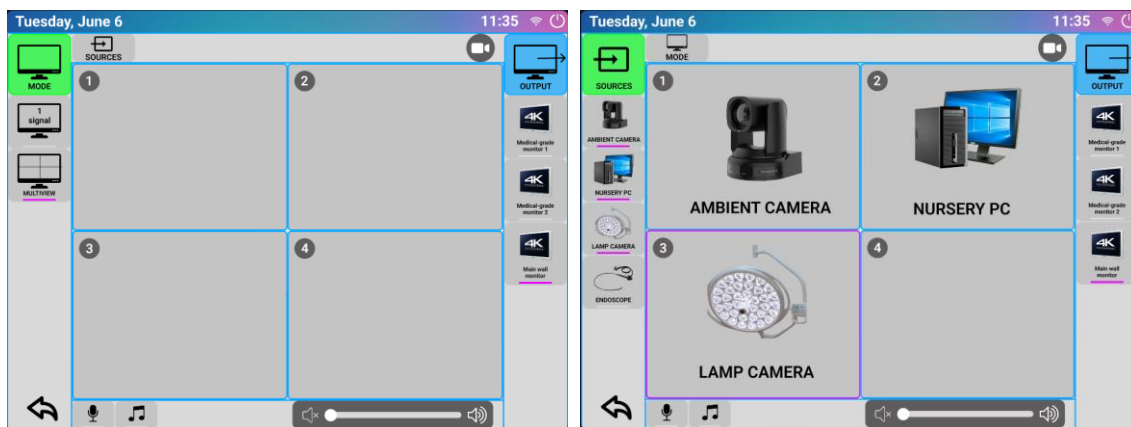 Tuesday, June 6
11:35
MODE
SOURCES
OUTPUT
1
2
1
signal
4K
Medical-grade
monitor 1
MULTIVIEW
4K
Medical-grade
monitor 2
3
4
4K
Main wall
monitor
Tuesday, June 6
11:35
SOURCES
MODE
OUTPUT
1
2
AMBIENT CAMERA
4K
Medical-grade
monitor 1
NURSERY PC
4K
Medical-grade
monitor 2
AMBIENT CAMERA
NURSERY PC
LAMP CAMERA
3
4
4K
Main wall
monitor
ENDOSCOPE
LAMP CAMERA